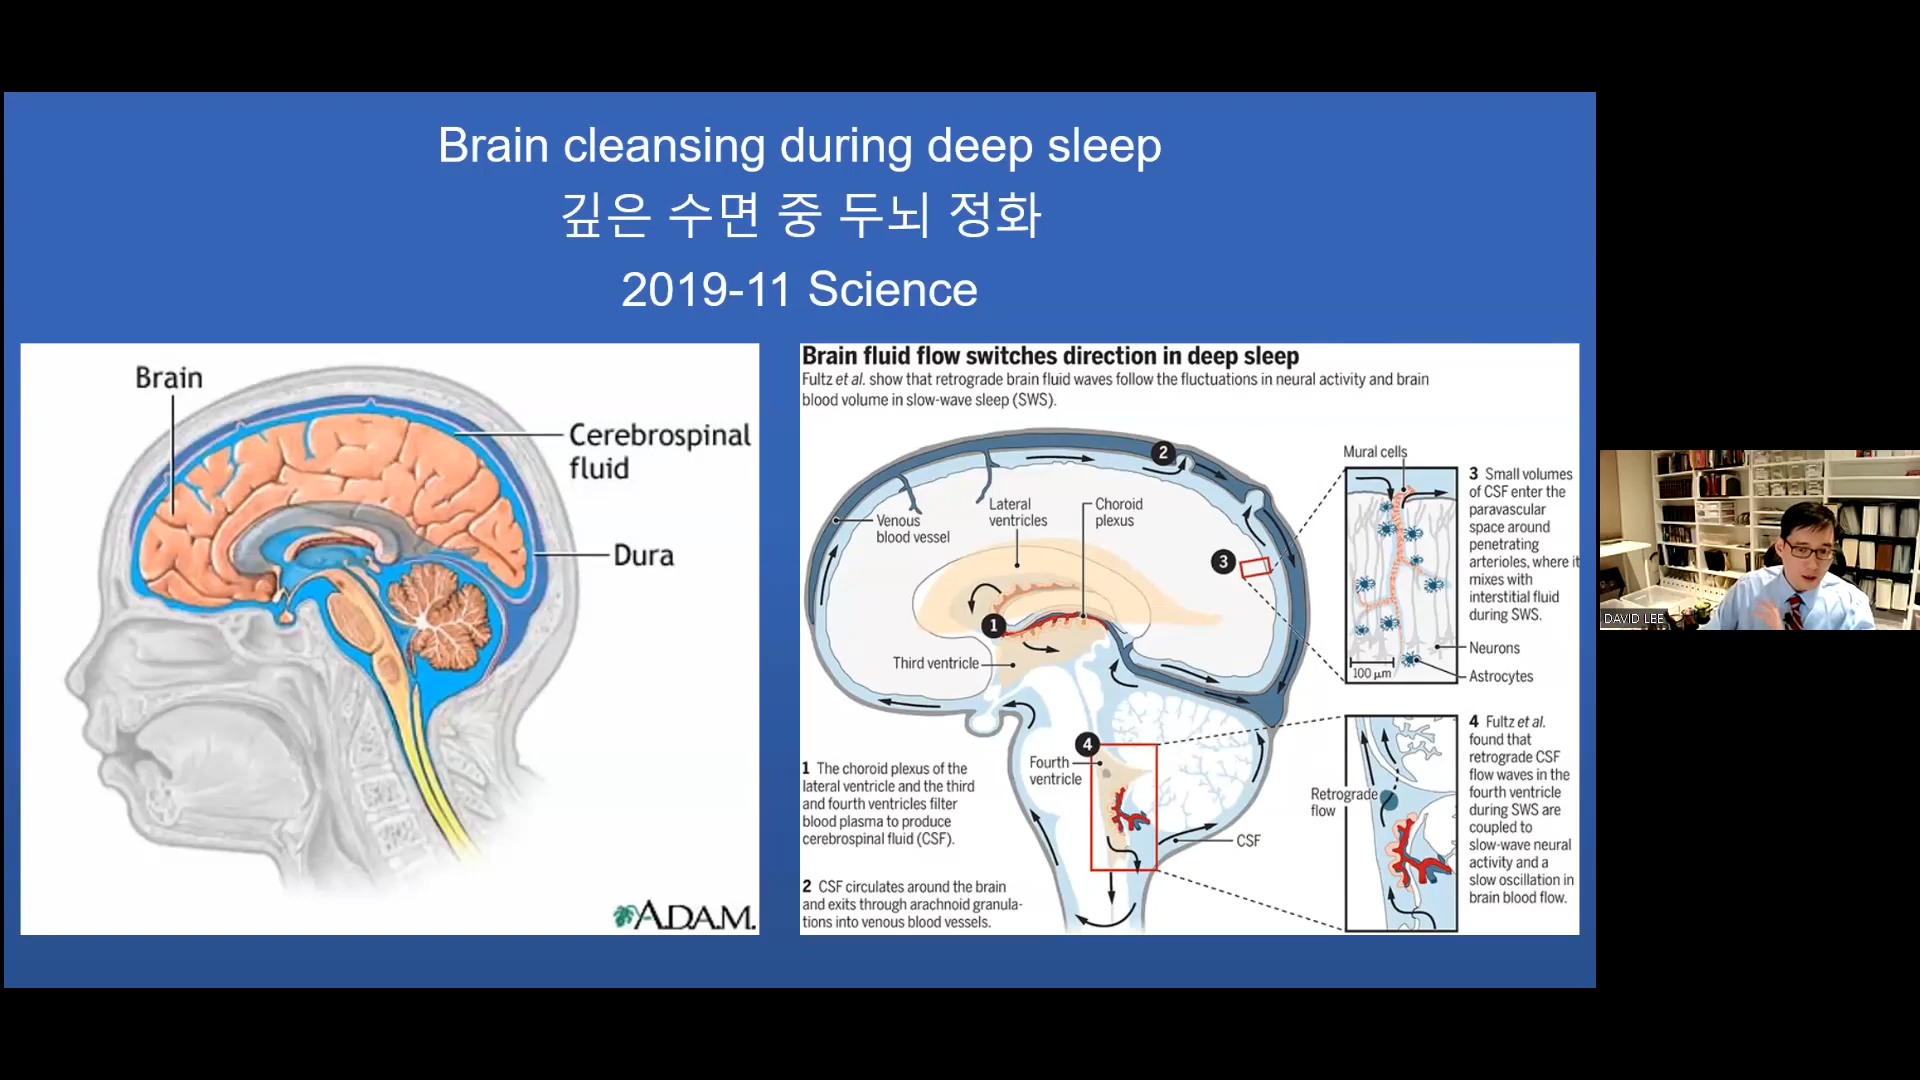 Brain cleansing during deep sleep
깊은 수면 중 두뇌 정화
2019-11 Science
Brain
Cerebrospinal
fluid
Dura
A.D.A.M.
Brain fluid flow switches direction in deep sleep
Fultz et al. show that retrograde brain fluid waves follow the fluctuations in neural activity and brain
blood volume in slow-wave sleep (SWS).
2
Venous
blood vessel
Lateral
ventricles
Choroid
plexus
3
1
Third ventricle
4
Fourth
ventricle
CSF
1 The choroid plexus of the
lateral ventricle and the third
and fourth ventricles filter
blood plasma to produce
cerebrospinal fluid (CSF).
2 CSF circulates around the brain
and exits through arachnoid granula-
tions into venous blood vessels.
Mural cells
3 Small volumes
of CSF enter the
paravascular
space around
penetrating
arterioles, where it
mixes with
interstitial fluid
during SWS.
Neurons
Astrocytes
100 µm
Retrograde
flow
4 Fultz et al.
found that
retrograde CSF
flow waves in the
fourth ventricle
during SWS are
coupled to
slow-wave neural
activity and a
slow oscillation in
brain blood flow.
DAVID LEE